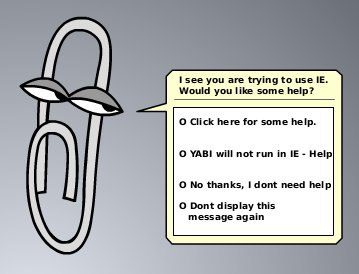 I see you are trying to use IE.
Would you like some help?
O Click here for some help.
O YABI will not run in IE - Help
O No thanks, I dont need help
O Dont display this
message again